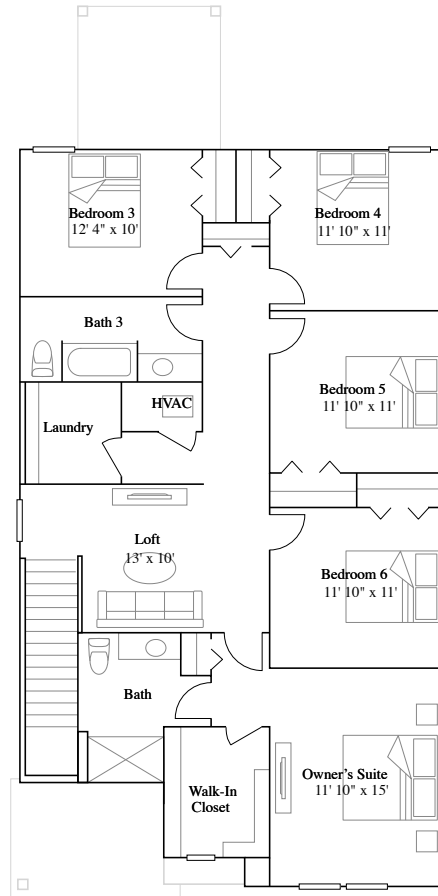 Bedroom 3
12' 4" x 10'
Bedroom 4
11' 10" x 11'
Bath 3
Bedroom 5
11' 10" x 11'
HVAC
Laundry
Loft
13' x 10'
Bedroom 6
11' 10" x 11'
Bath
Owner's Suite
11' 10" x 15'
Walk-In
Closet